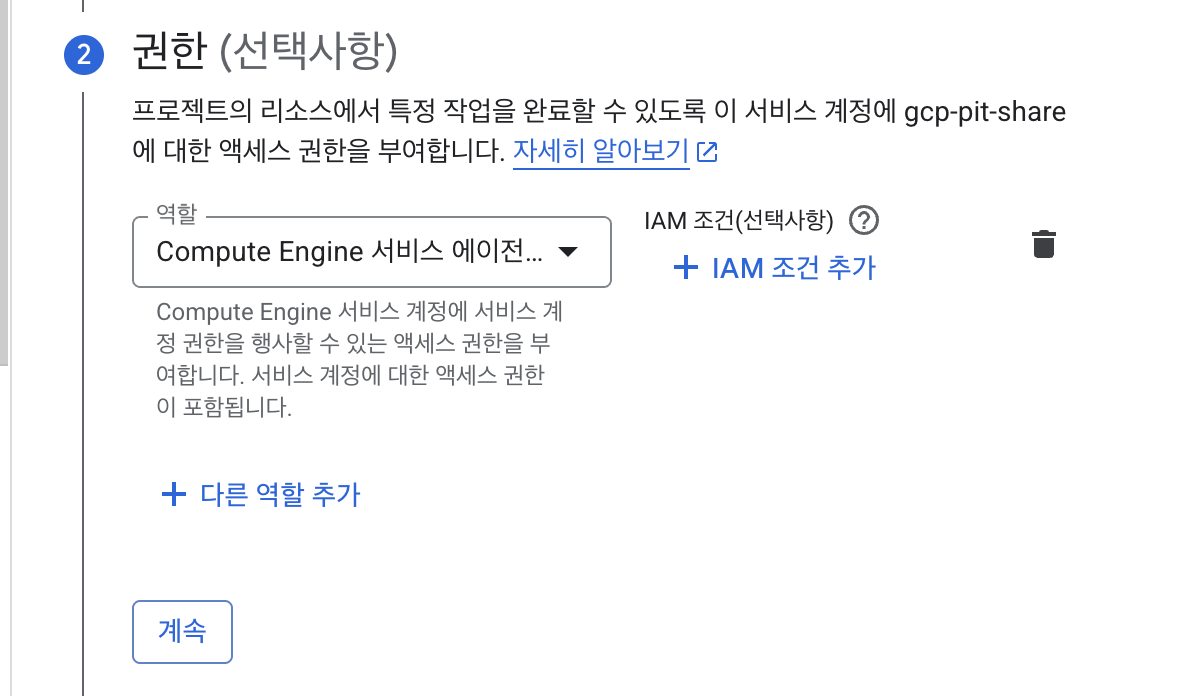 2 권한 (선택사항)
프로젝트의 리소스에서 특정 작업을 완료할 수 있도록 이 서비스 계정에 gcp-pit-share
에 대한 액세스 권한을 부여합니다. 자세히 알아보기
역할
Compute Engine 서비스 에이전...
IAM 조건(선택사항)
IAM 조건 추가
Compute Engine 서비스 계정에 서비스 계
정 권한을 행사할 수 있는 액세스 권한을 부
여합니다. 서비스 계정에 대한 액세스 권한
이 포함됩니다.
다른 역할 추가
계속